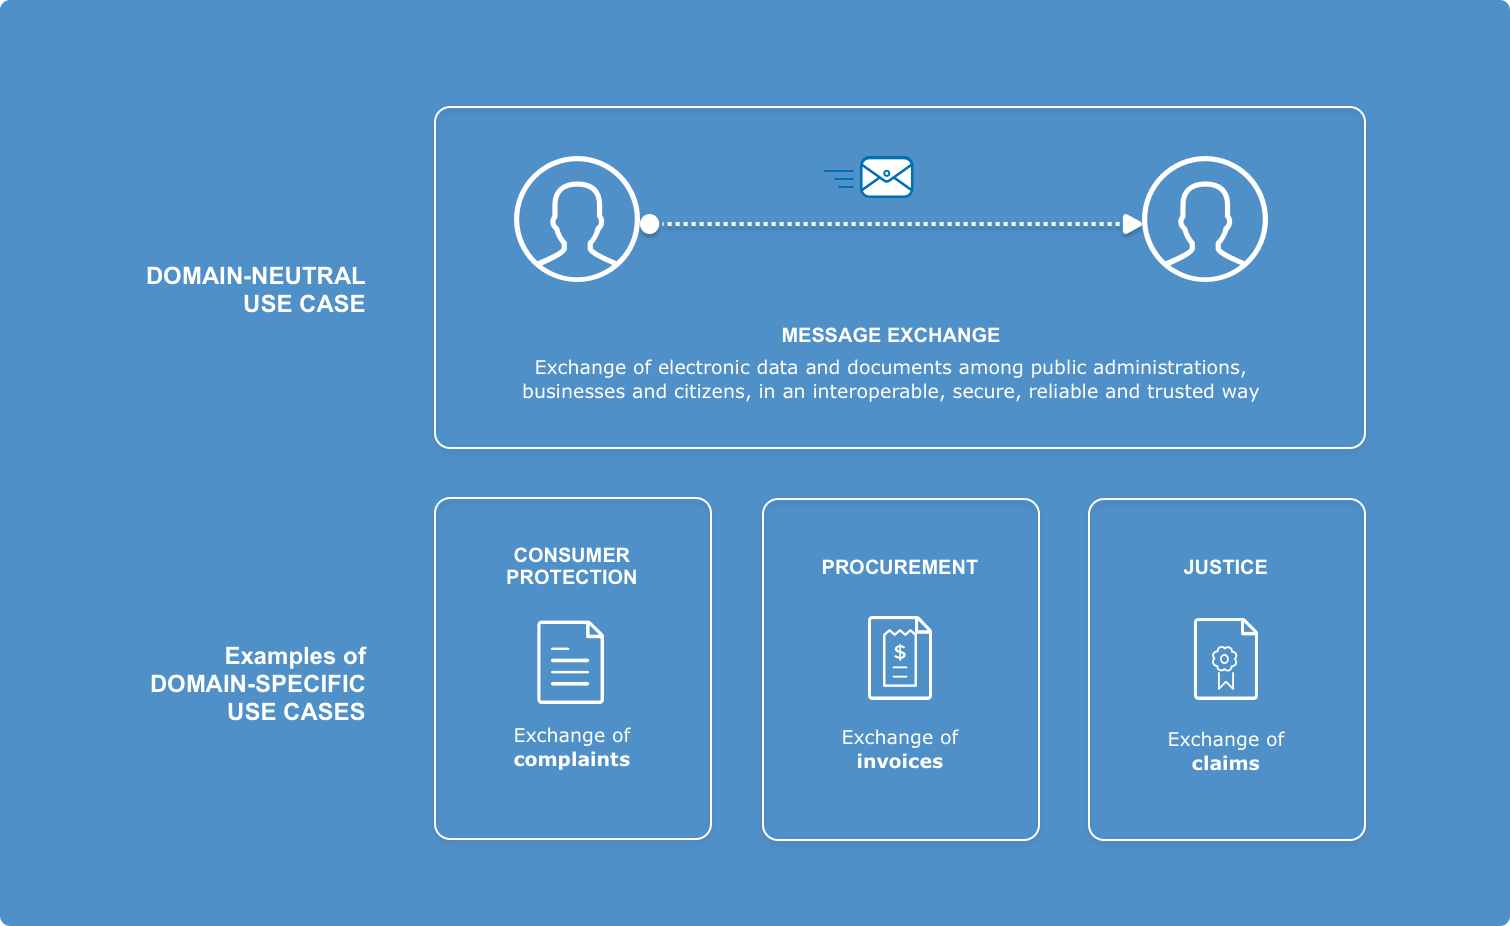 DOMAIN-NEUTRAL
USE CASE
MESSAGE EXCHANGE
Exchange of electronic data and documents among public administrations,
businesses and citizens, in an interoperable, secure, reliable and trusted way
Examples of
DOMAIN-SPECIFIC
USE CASES
CONSUMER
PROTECTION
Exchange of
complaints
PROCUREMENT
$
Exchange of
invoices
JUSTICE
Exchange of
claims